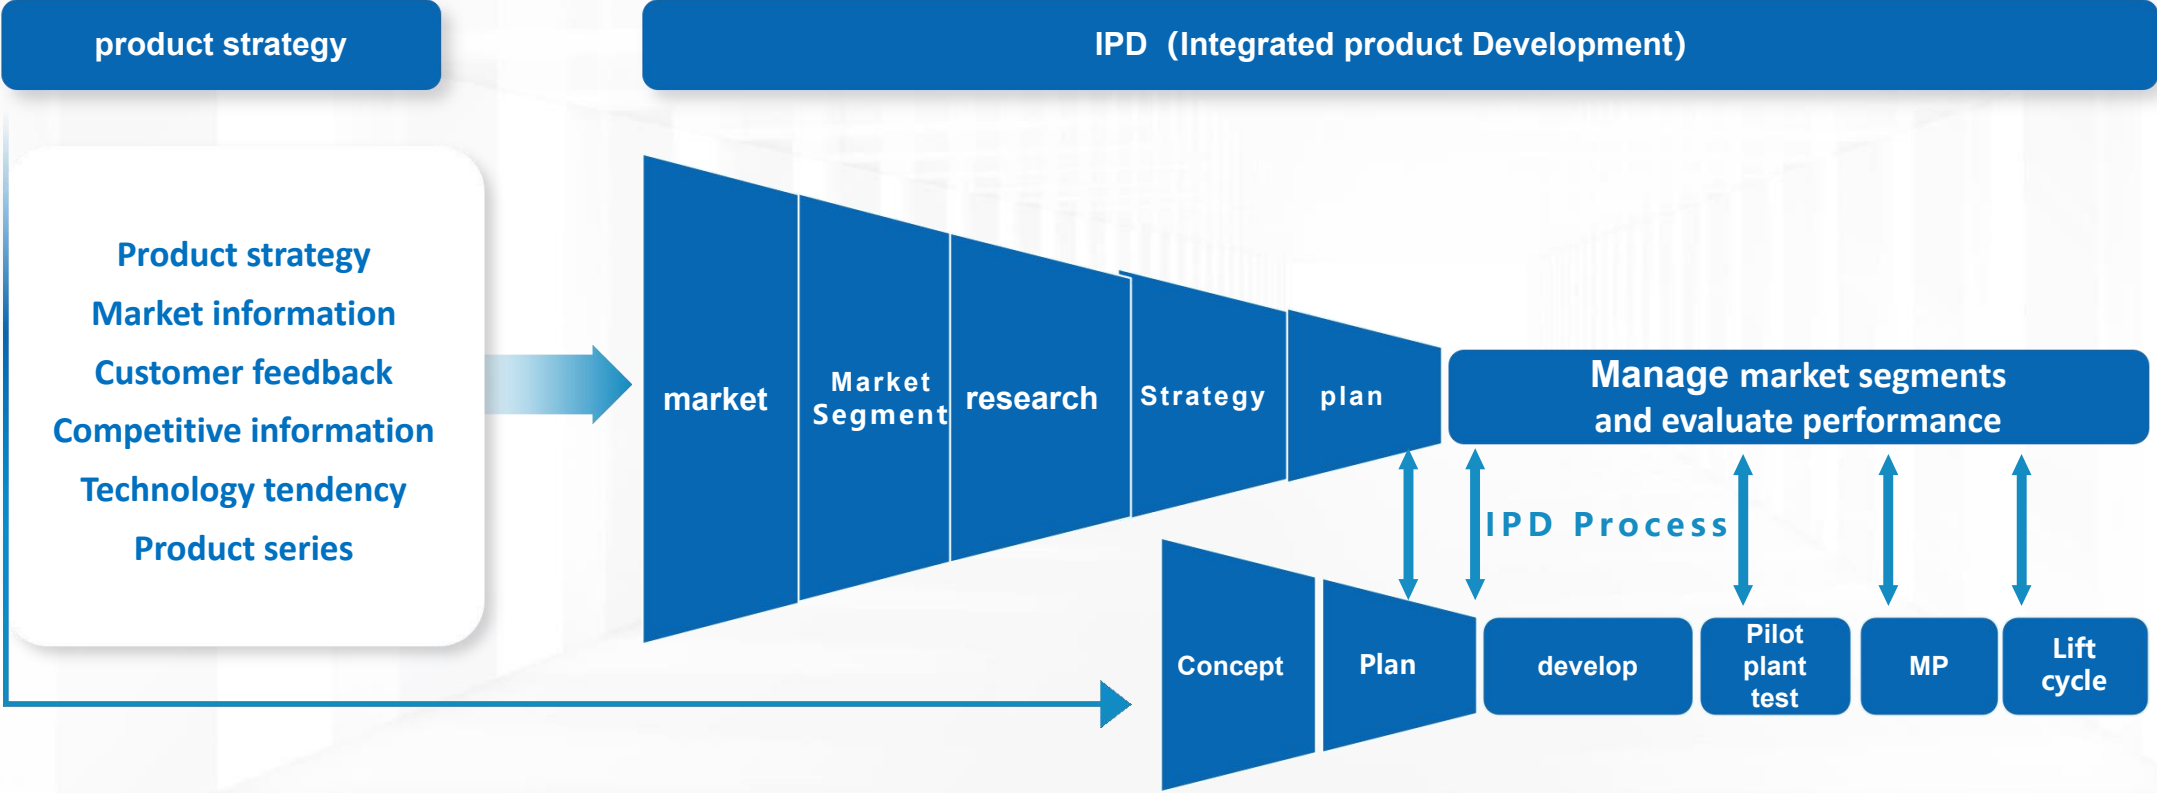 product strategy
IPD（Integrated product Development）
Product strategy
Market information
Customer feedback
Competitive information
Technology tendency
Product series
market
Market
Segment
research
Strategy
plan
Manage market segments
and evaluate performance
IPD Process
Concept
Plan
develop
Pilot
plant
test
MP
Lift
cycle